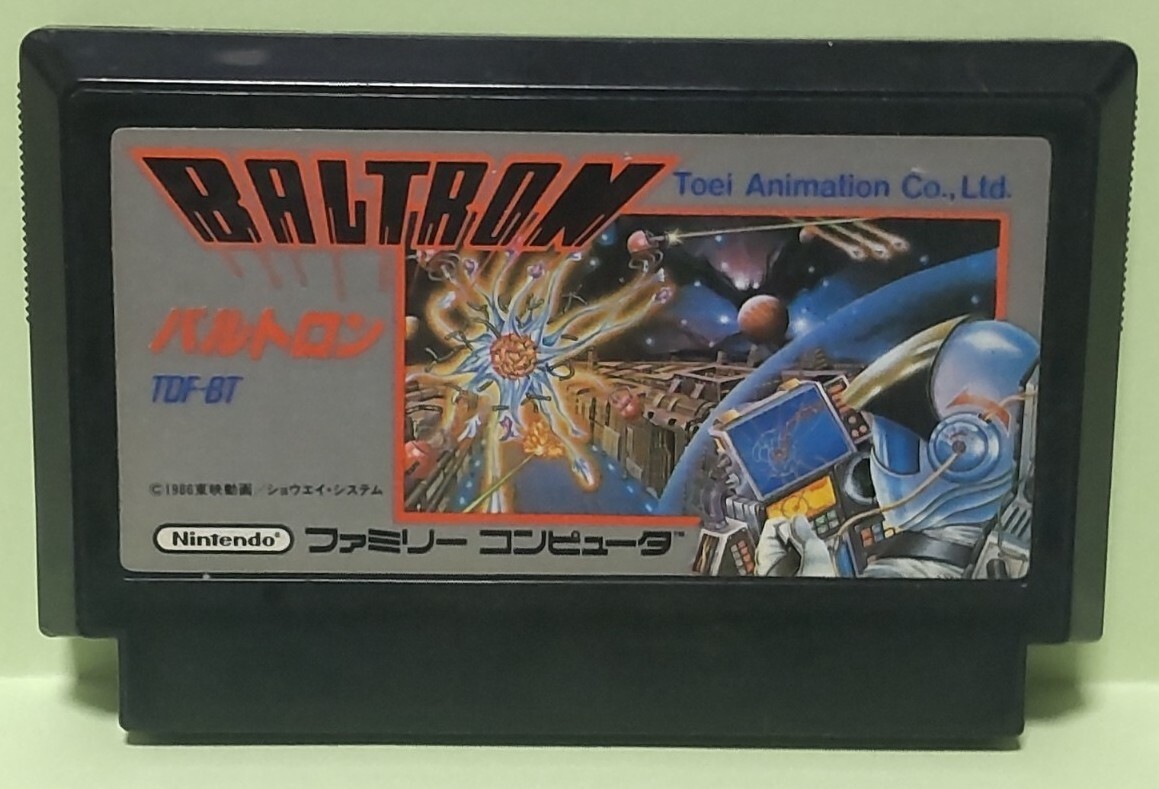 BALTRON
Toei Animation Co., Ltd.
バルトロン
TDF-BT
©1986東映動画/ショウエイ・システム
Nintendo® ファミリー コンピュータ™